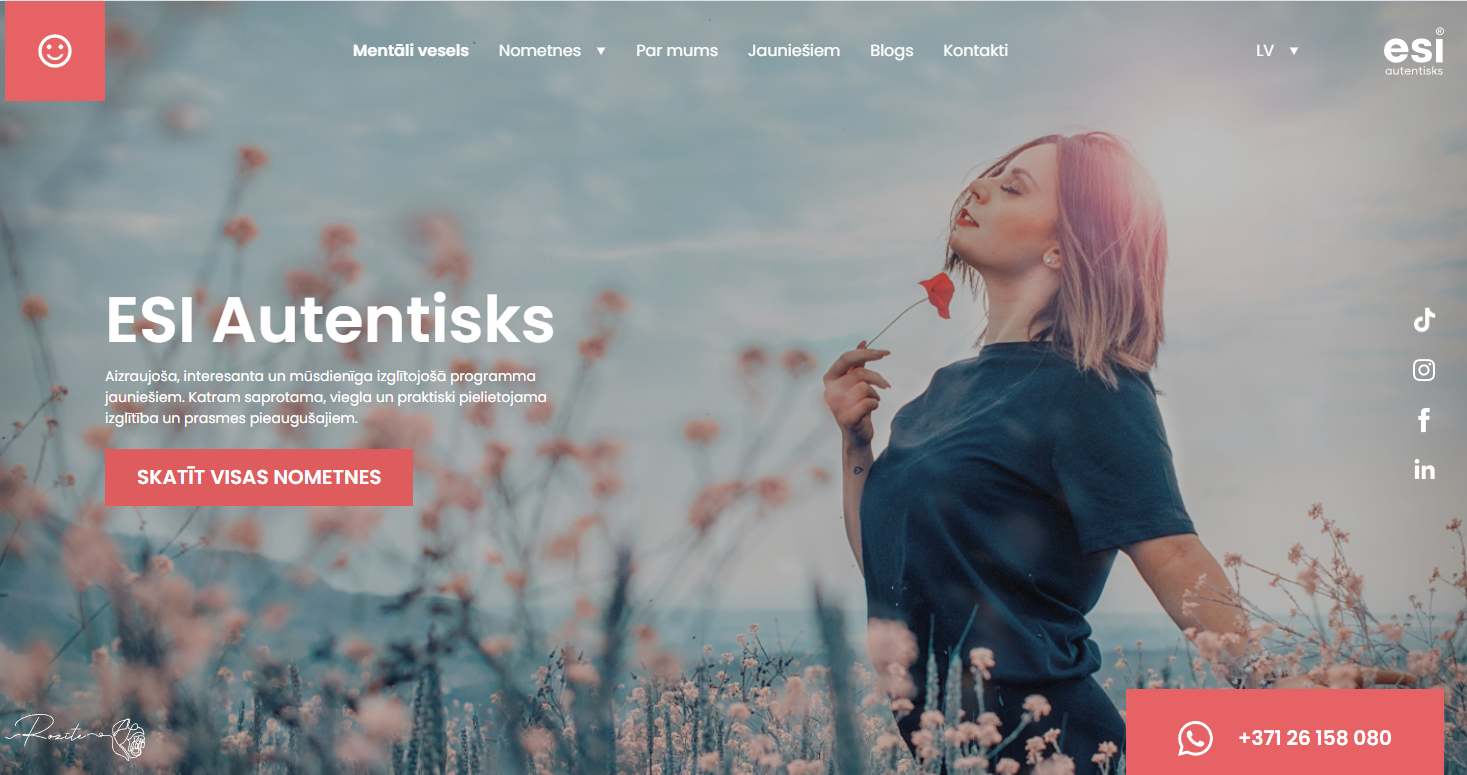 Mentāli vesels Nometnes ▼ Par mums Jauniešiem Blogs Kontakti LV ▼
esi®
autentisks
ESI Autentisks
Aizraujoša, interesanta un mūsdienīga izglītojošā programma
jauniešiem. Katram saprotama, viegla un praktiski pielietojama
izglītība un prasmes pieaugušajiem.
SKATĪT VISAS NOMETNES
Rozīte
+371 26 158 080